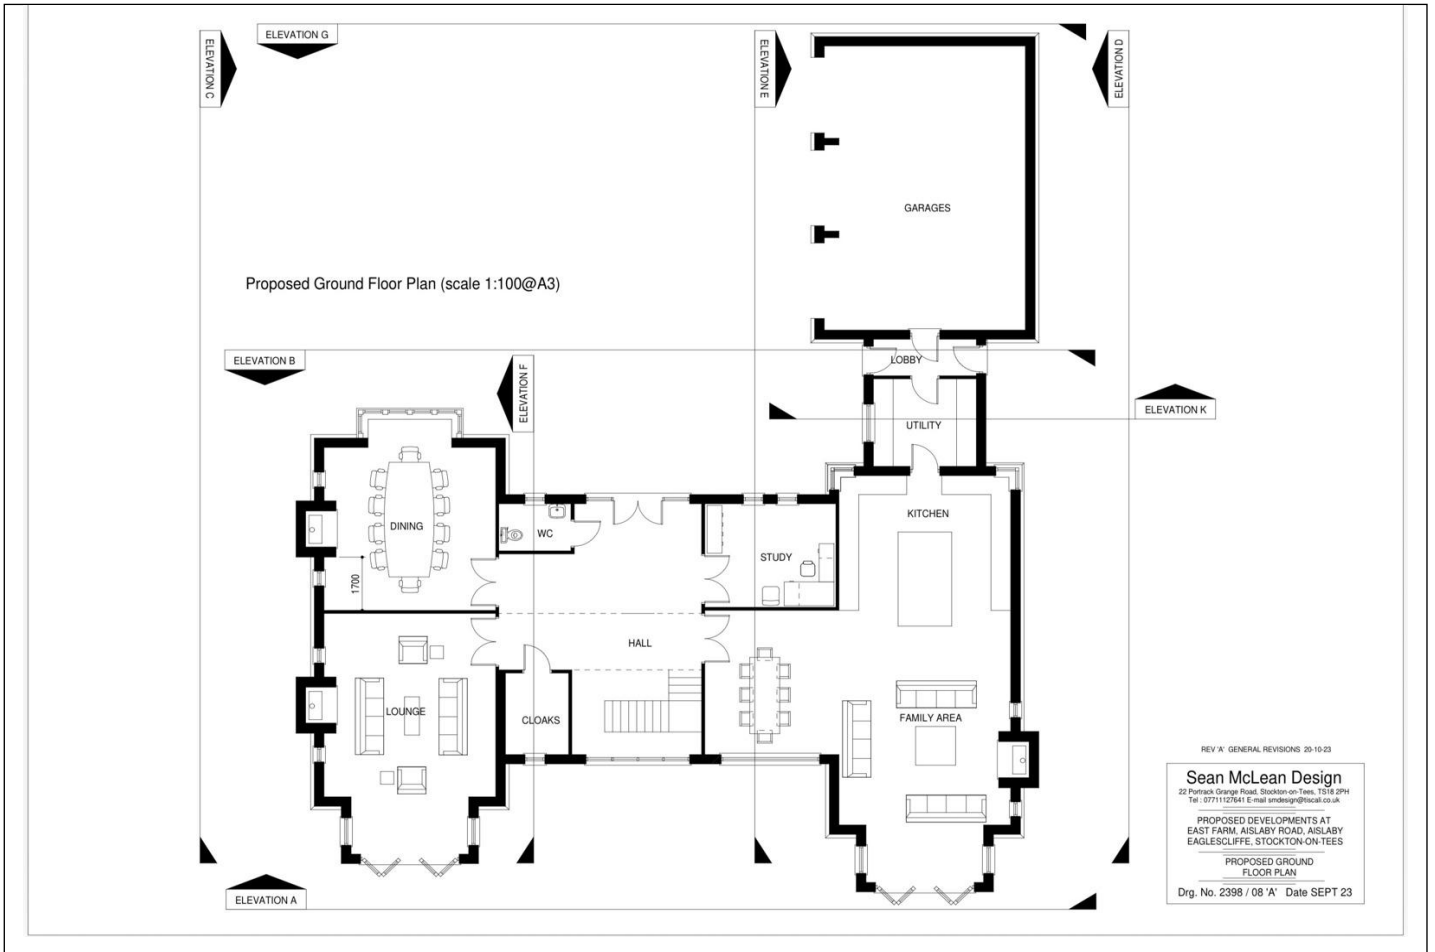 ELEVATION G
ELEVATION C
ELEVATION E
ELEVATION D
GARAGES
Proposed Ground Floor Plan (scale 1:100@A3)
ELEVATION B
ELEVATION F
LOBBY
ELEVATION K
UTILITY
KITCHEN
DINING
WC
STUDY
1700
HALL
LOUNGE
CLOAKS
FAMILY AREA
REV 'A' GENERAL REVISIONS 20-10-23
Sean McLean Design
22 Portrack Grange Road, Stockton-on-Tees, TS18 2PH
Tel : 07711127641 E-mail smdesign@tiscali.co.uk
PROPOSED DEVELOPMENTS AT
EAST FARM, AISLABY ROAD, AISLABY
EAGLESCLIFFE, STOCKTON-ON-TEES
PROPOSED GROUND
FLOOR PLAN
Drg. No. 2398 / 08 'A' Date SEPT 23
ELEVATION A